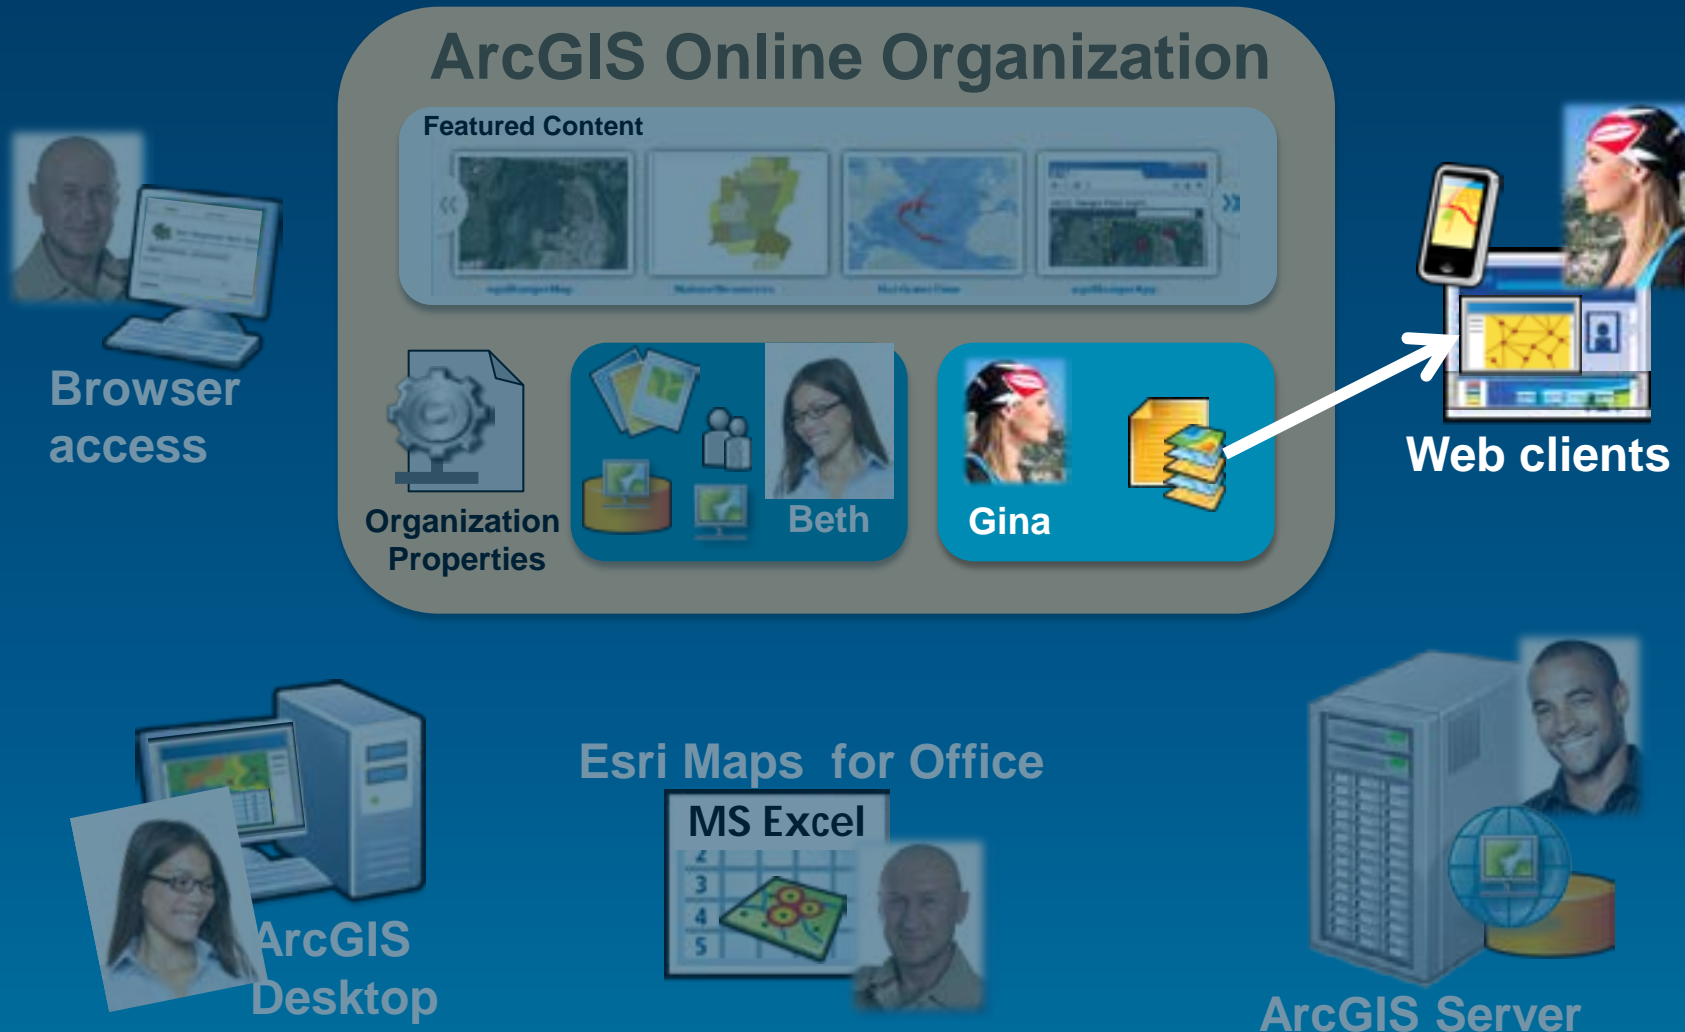 ArcGIS Online Organization
Featured Content
Browser
access
Organization
Properties
Beth
Gina
Web clients
Esri Maps for Office
MS Excel
2
3
4
5
ArcGIS
Desktop
ArcGIS Server